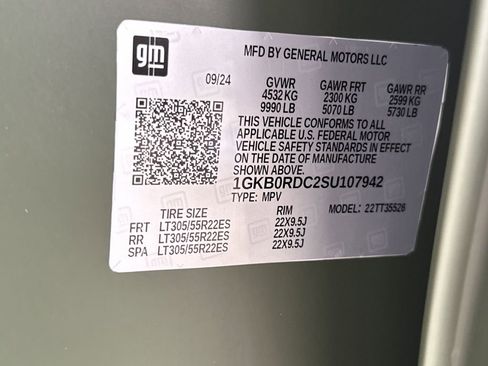 gm
MFD BY GENERAL MOTORS LLC
09/24 GVWR GAWR FRT GAWR RR
4532 KG 2300 KG 2599 KG
9990 LB 5070 LB 5730 LB
THIS VEHICLE CONFORMS TO ALL
APPLICABLE U.S. FEDERAL MOTOR
VEHICLE SAFETY STANDARDS IN EFFECT
ON THE DATE OF MANUFACTURE
SHOWN ABOVE.
1GKB0RDC2SU107942
TYPE: MPV MODEL: 22TT35526
TIRE SIZE RIM
FRT LT305/55R22ES 22X9.5J
RR LT305/55R22ES 22X9.5J
SPA LT305/55R22ES 22X9.5J